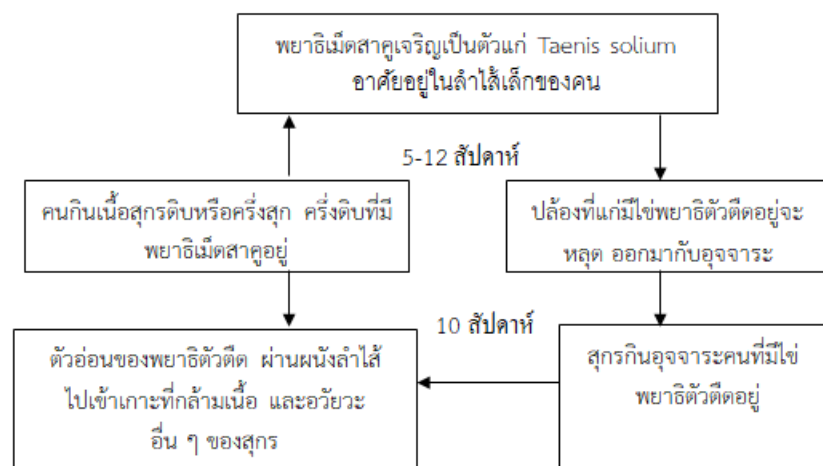 พยาธิเม็ดสาคูเจริญเป็นตัวแก่ Taenis solium
อาศัยอยู่ในลำไส้เล็กของคน
5-12 สัปดาห์
คนกินเนื้อสุกรดิบหรือครึ่งสุก ครึ่งดิบที่มี
พยาธิเม็ดสาคูอยู่
ปล้องที่แก่มีไข่พยาธิตัวตืดอยู่จะ
หลุด ออกมากับอุจจาระ
10 สัปดาห์
ตัวอ่อนของพยาธิตัวตืด ผ่านผนังลำไส้
ไปเข้าเกาะที่กล้ามเนื้อ และอวัยวะ
อื่น ๆ ของสุกร
สุกรกินอุจจาระคนที่มีไข่
พยาธิตัวตืดอยู่